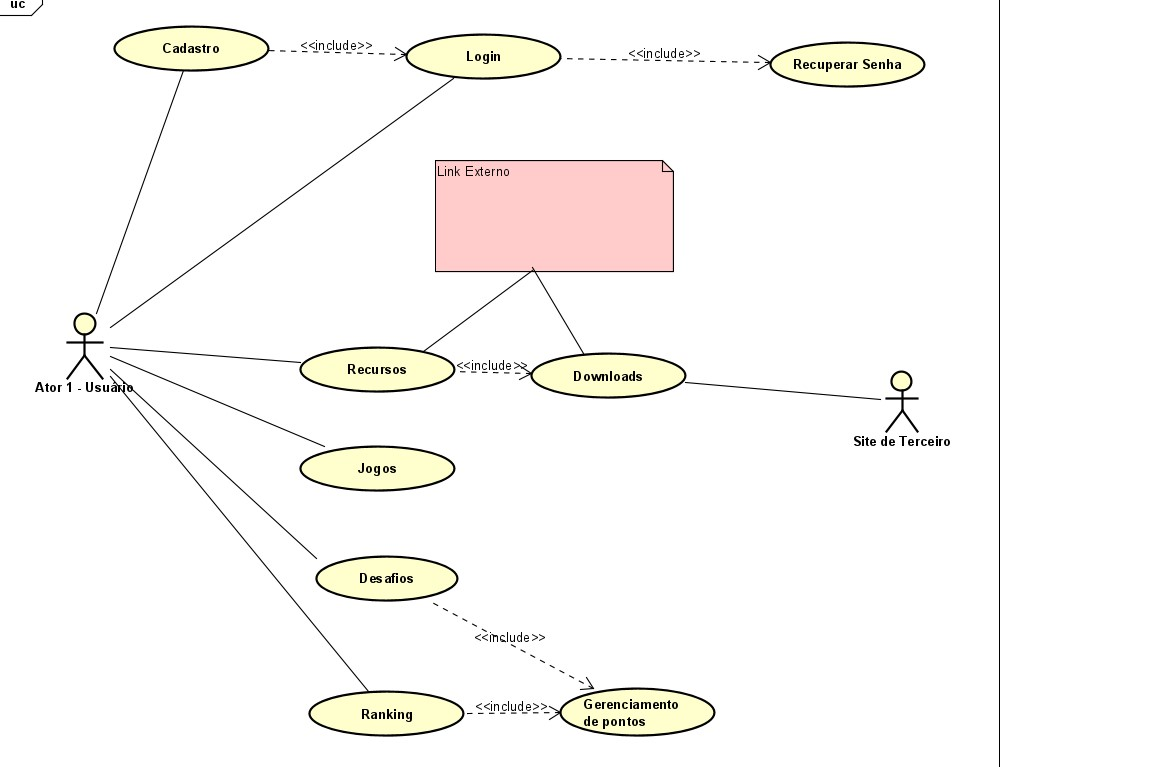 uc
Cadastro
<<include>>
Login
<<include>>
Recuperar Senha
Link Externo
Ator 1 - Usuário
Recursos
<<include>>
Downloads
Site de Terceiro
Jogos
Desafios
<<include>>
Ranking
<<include>>
Gerenciamento
de pontos